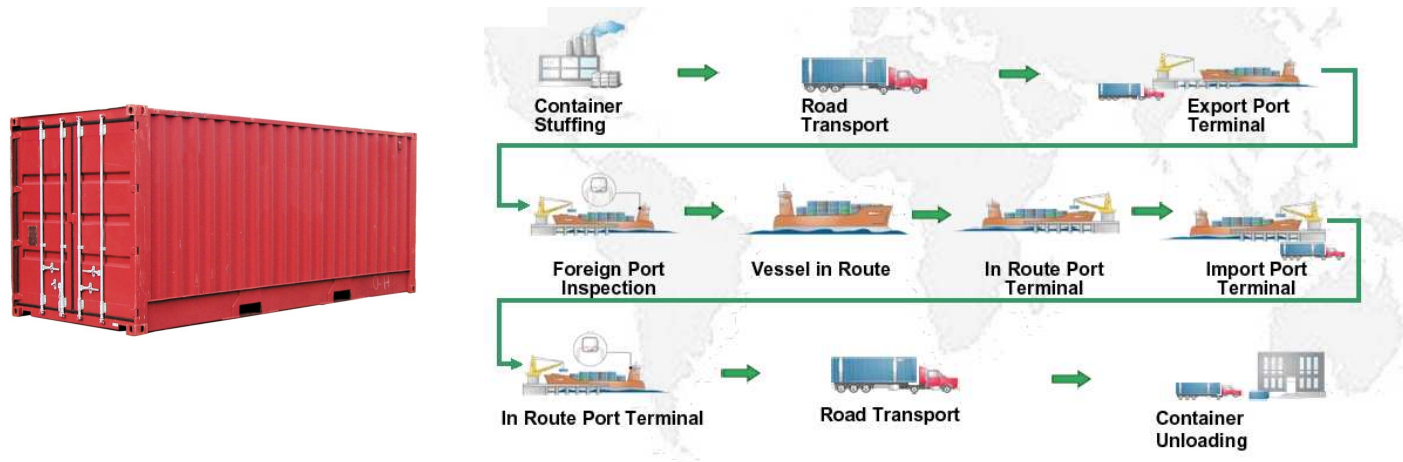 Container
Stuffing
Road
Transport
Export Port
Terminal
Foreign Port
Inspection
Vessel in Route
In Route Port
Terminal
Import Port
Terminal
In Route Port Terminal
Road Transport
Container
Unloading